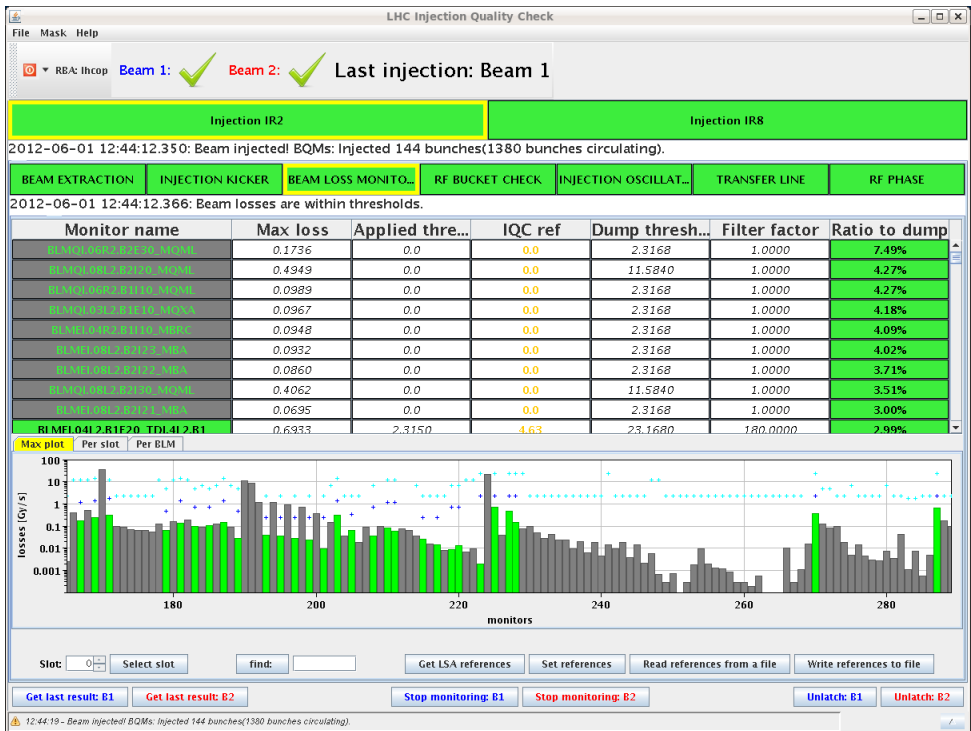 LHC Injection Quality Check
File Mask Help
RBA: lhcop Beam 1: Beam 2: Last injection: Beam 1
Injection IR2 Injection IR8
2012-06-01 12:44:12.350: Beam injected! BQMs: Injected 144 bunches(1380 bunches circulating).
BEAM EXTRACTION INJECTION KICKER BEAM LOSS MONITO... RF BUCKET CHECK INJECTION OSCILLAT... TRANSFER LINE RF PHASE
2012-06-01 12:44:12.366: Beam losses are within thresholds.
Monitor name Max loss Applied thre... IQC ref Dump thresh... Filter factor Ratio to dump
BLMQI.06R2.B2E30_MQML 0.1736 0.0 0.0 2.3168 1.0000 7.49%
BLMQI.08L2.B2I20_MQML 0.4949 0.0 0.0 11.5840 1.0000 4.27%
BLMQI.06R2.B1I10_MQML 0.0989 0.0 0.0 2.3168 1.0000 4.27%
BLMQI.03L2.B1E10_MQXA 0.0967 0.0 0.0 2.3168 1.0000 4.18%
BLMEI.04R2.B1I10_MBRC 0.0948 0.0 0.0 2.3168 1.0000 4.09%
BLMEI.08L2.B2I23_MBA 0.0932 0.0 0.0 2.3168 1.0000 4.02%
BLMEI.08L2.B2I22_MBA 0.0860 0.0 0.0 2.3168 1.0000 3.71%
BLMQI.08L2.B2I30_MQML 0.4062 0.0 0.0 11.5840 1.0000 3.51%
BLMEI.08L2.B2I21_MBA 0.0695 0.0 0.0 2.3168 1.0000 3.00%
BLMEI.04L2.B1E20_TDI.4L2.B1 0.6933 2.3150 4.63 23.1680 180.0000 2.99%
Max plot Per slot Per BLM
100
10
1
0.1
0.01
0.001
losses [Gy/s]
180 200 220 240 260 280
monitors
Slot: 0 Select slot find: Get LSA references Set references Read references from a file Write references to file
Get last result: B1 Get last result: B2 Stop monitoring: B1 Stop monitoring: B2 Unlatch: B1 Unlatch: B2
12:44:19 - Beam injected! BQMs: Injected 144 bunches(1380 bunches circulating).